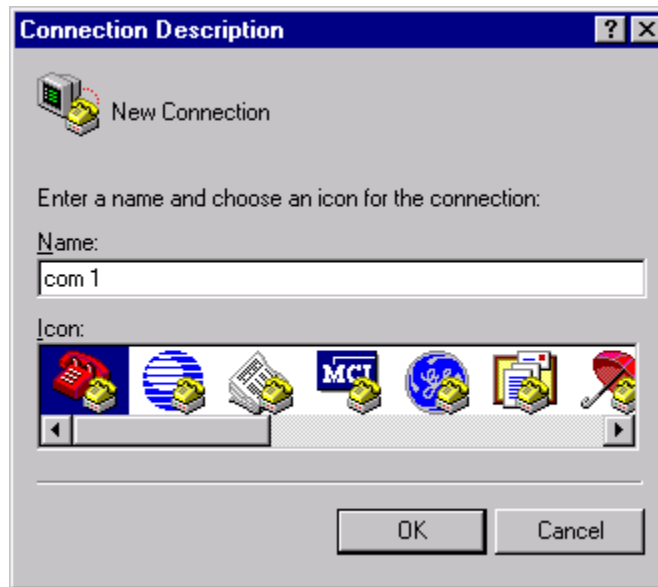 Connection Description
New Connection
Enter a name and choose an icon for the connection:
Name:
com 1
Icon:
MCI
OK
Cancel